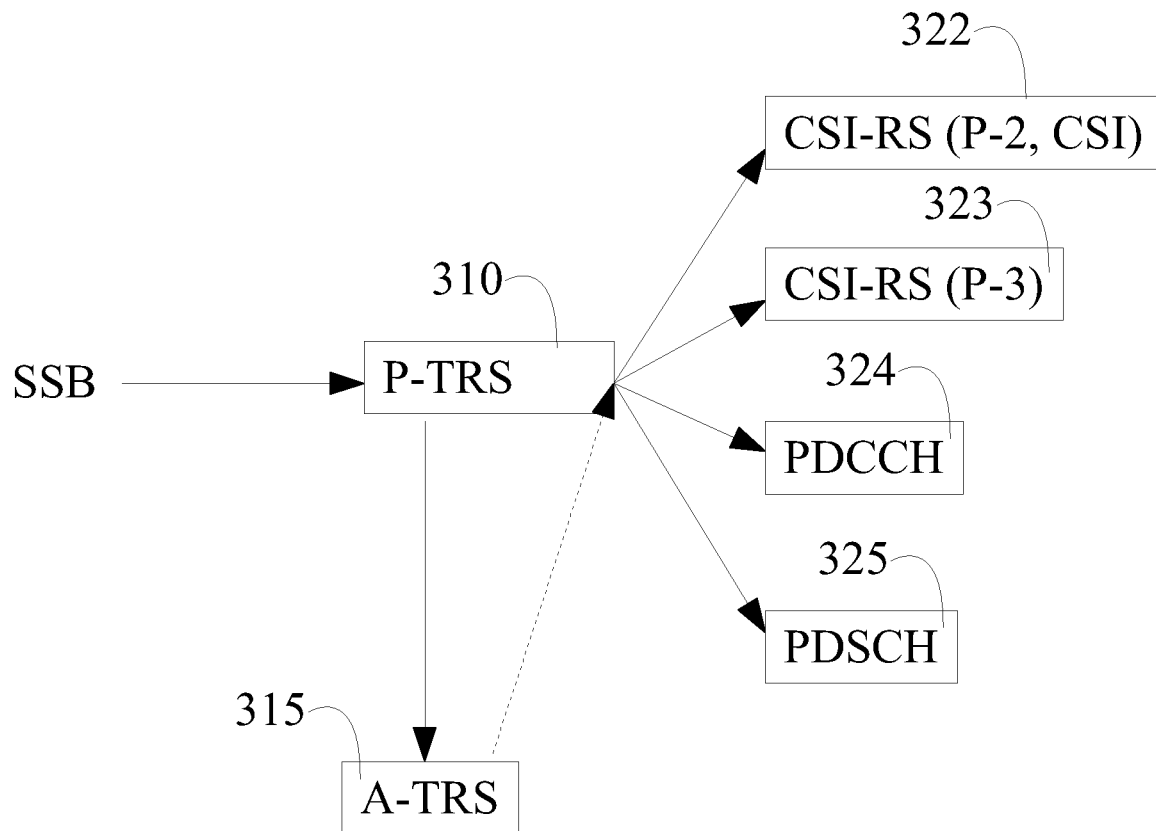 322
CSI-RS (P-2, CSI)
323
CSI-RS (P-3)
310
SSB
P-TRS
324
PDCCH
325
PDSCH
315
A-TRS